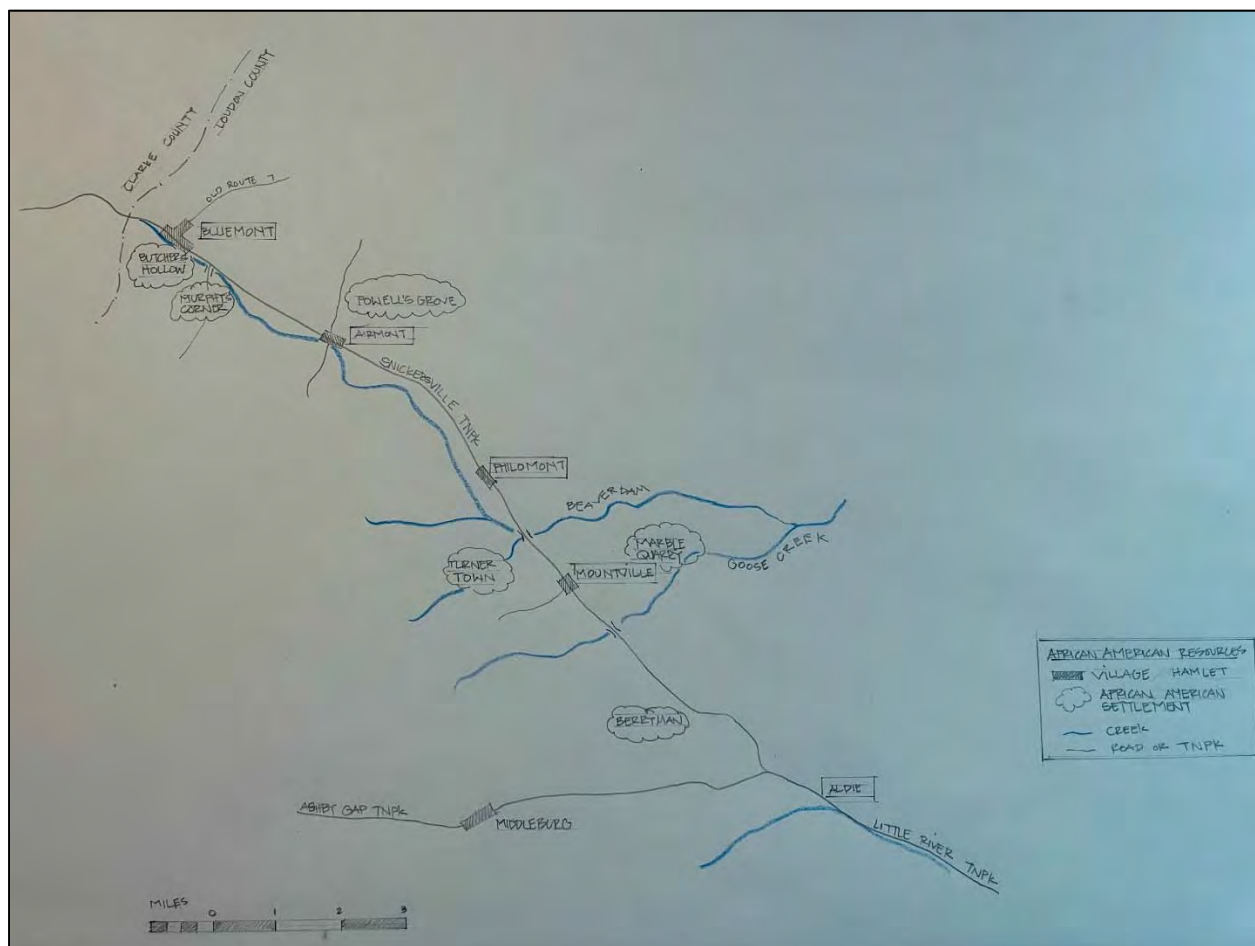 CLARKE COUNTY
LOUDON COUNTY
OLD ROUTE 7
BLUEMONT
BUTCHERS
HOLLOW
MURPHY'S
CORNER
POWELL'S GROVE
AIRMONT
SNICKERSVILLE TNPK
PHILOMONT
BEAVERDAM
MARBLE
QUARRY
GOOSE CREEK
TURNER
TOWN
MOUNTVILLE
BERRYMAN
ASHBY GAP TNPK
MIDDLEBURG
ALDIE
LITTLE RIVER TNPK
AFRICAN AMERICAN RESOURCES
VILLAGE HAMLET
AFRICAN AMERICAN
SETTLEMENT
CREEK
ROAD OR TNPK
MILES
0 1 2 3